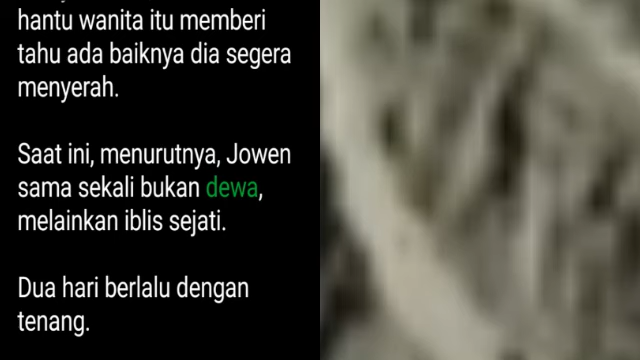 hantu wanita itu memberi
tahu ada baiknya dia segera
menyerah.
Saat ini, menurutnya, Jowen
sama sekali bukan dewa,
melainkan iblis sejati.
Dua hari berlalu dengan
tenang.